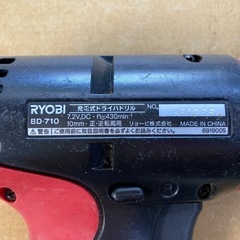 RYOBI 充電式ドライバドリル NO.
BD-710 7.2V,DC・n₀:430min⁻¹
10mm・正・逆転両用 リョービ株式会社
警告 ご使用前に取扱説明書を必ずよくお読みください。 6919005